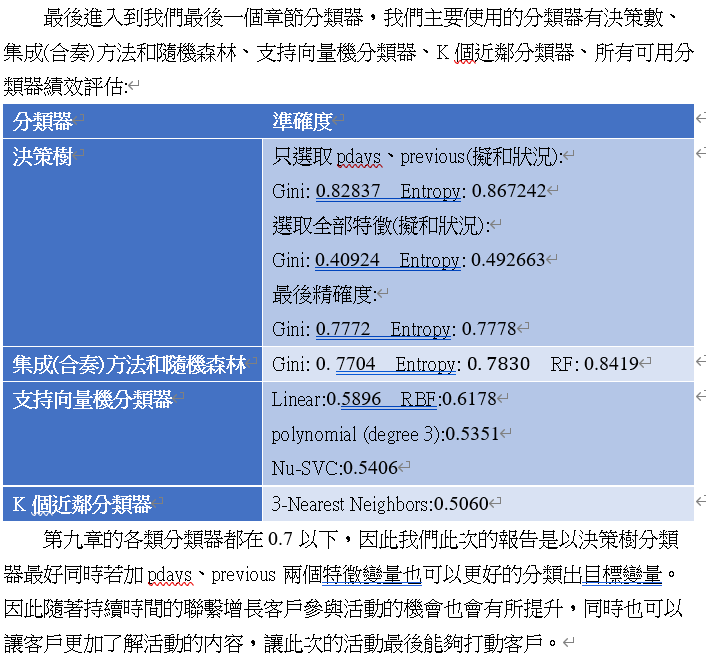 最後進入到我們最後一個章節分類器，我們主要使用的分類器有決策數、
集成(合奏)方法和隨機森林、支持向量機分類器、K 個近鄰分類器、所有可用分
類器績效評估:
分類器 準確度
決策樹 只選取 pdays、previous(擬和狀況):
Gini: 0.82837 Entropy: 0.867242
選取全部特徵(擬和狀況):
Gini: 0.40924 Entropy: 0.492663
最後精確度:
Gini: 0.7772 Entropy: 0.7778
集成(合奏)方法和隨機森林 Gini: 0. 7704 Entropy: 0.7830 RF: 0.8419
支持向量機分類器 Linear:0.5896 RBF:0.6178
polynomial (degree 3):0.5351
Nu-SVC:0.5406
K 個近鄰分類器 3-Nearest Neighbors:0.5060
第九章的各類分類器都在 0.7 以下，因此我們此次的報告是以決策樹分類
器最好同時若加 pdays、previous 兩個特徵變量也可以更好的分類出目標變量。
因此隨著持續時間的聯繫增長客戶參與活動的機會也會有所提升，同時也可以
讓客戶更加了解活動的內容，讓此次的活動最後能夠打動客戶。